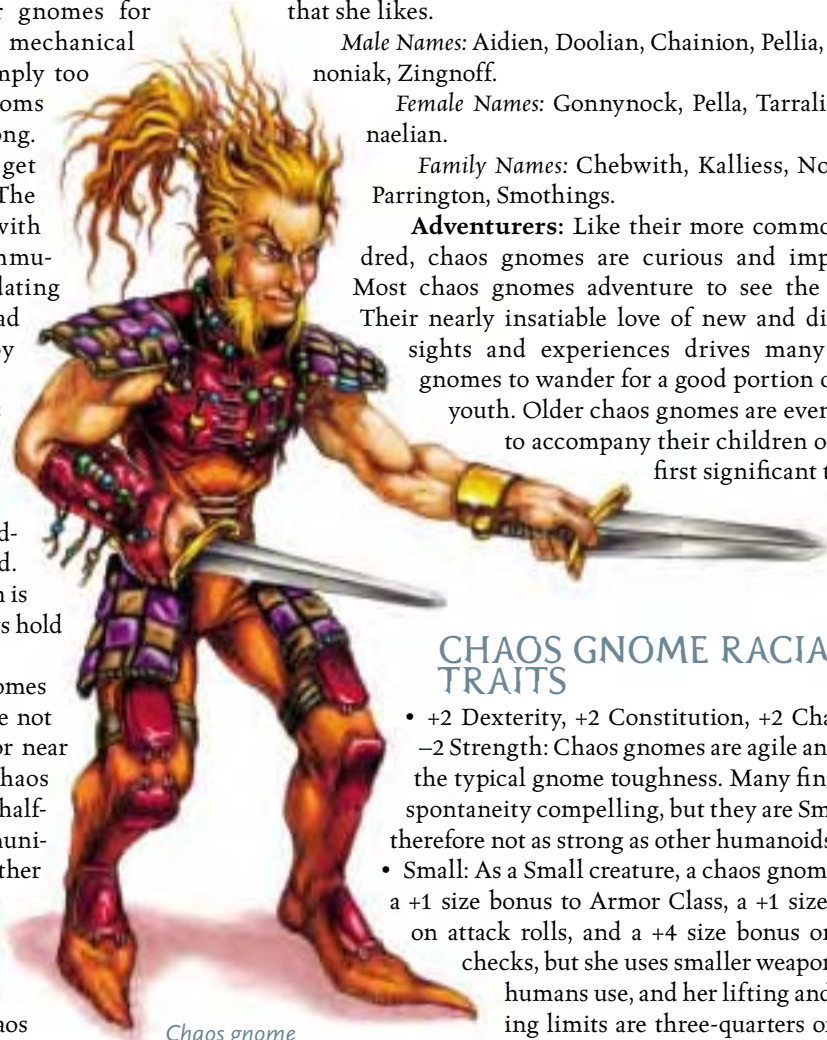 r gnomes for
mechanical
mply too
oms
ong.
get
The
with
mmu-
dating
ad
by
d-
d.
n is
s hold
omes
e not
or near
haos
half-
muni-
ther
aos
that she likes.
Male Names: Aidien, Doolian, Chainion, Pellia,
noniak, Zingnoff.
Female Names: Gonnynock, Pella, Tarrali
naelian.
Family Names: Chebwith, Kalliess, No
Parrington, Smothings.
Adventurers: Like their more commo
dred, chaos gnomes are curious and imp
Most chaos gnomes adventure to see the
Their nearly insatiable love of new and di
sights and experiences drives many
gnomes to wander for a good portion o
youth. Older chaos gnomes are even
to accompany their children o
first significant t
CHAOS GNOME RACIA
TRAITS
• +2 Dexterity, +2 Constitution, +2 Cha
–2 Strength: Chaos gnomes are agile an
the typical gnome toughness. Many fin
spontaneity compelling, but they are Sm
therefore not as strong as other humanoids
• Small: As a Small creature, a chaos gnom
a +1 size bonus to Armor Class, a +1 size
on attack rolls, and a +4 size bonus on
checks, but she uses smaller weapon
humans use, and her lifting and
ing limits are three-quarters o
Chaos gnome